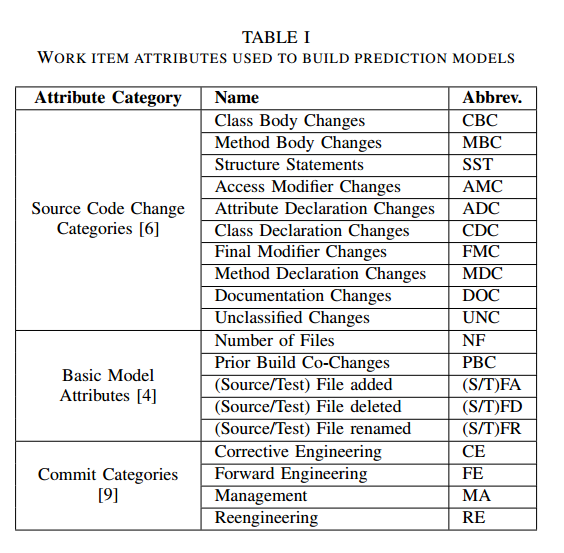 TABLE I
WORK ITEM ATTRIBUTES USED TO BUILD PREDICTION MODELS
Attribute Category Name Abbrev.
Source Code Change
Categories [6]
Class Body Changes CBC
Method Body Changes MBC
Structure Statements SST
Access Modifier Changes AMC
Attribute Declaration Changes ADC
Class Declaration Changes CDC
Final Modifier Changes FMC
Method Declaration Changes MDC
Documentation Changes DOC
Unclassified Changes UNC
Basic Model
Attributes [4]
Number of Files NF
Prior Build Co-Changes PBC
(Source/Test) File added (S/T)FA
(Source/Test) File deleted (S/T)FD
(Source/Test) File renamed (S/T)FR
Commit Categories
[9]
Corrective Engineering CE
Forward Engineering FE
Management MA
Reengineering RE